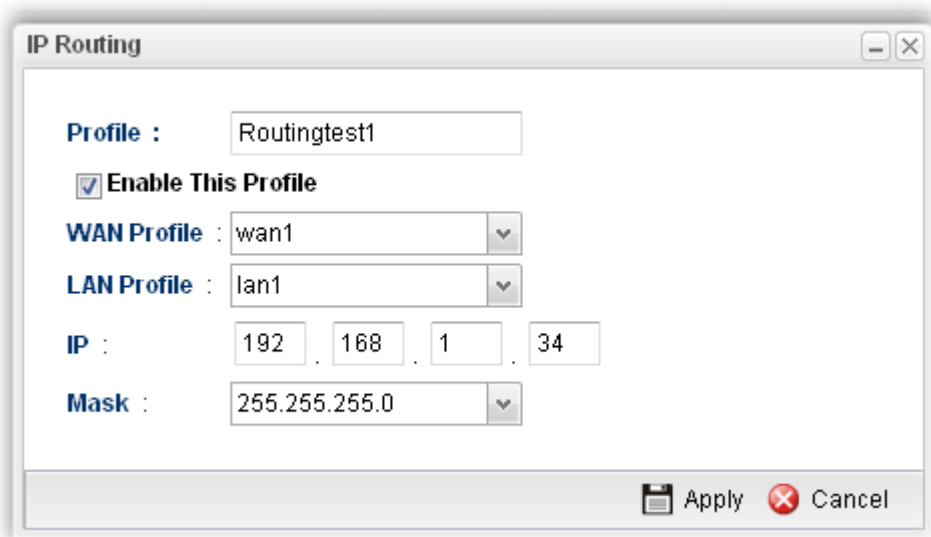 IP Routing
Profile : Routingtest1
Enable This Profile
WAN Profile : wan1
LAN Profile : lan1
IP : 192 . 168 . 1 . 34
Mask : 255.255.255.0
Apply Cancel